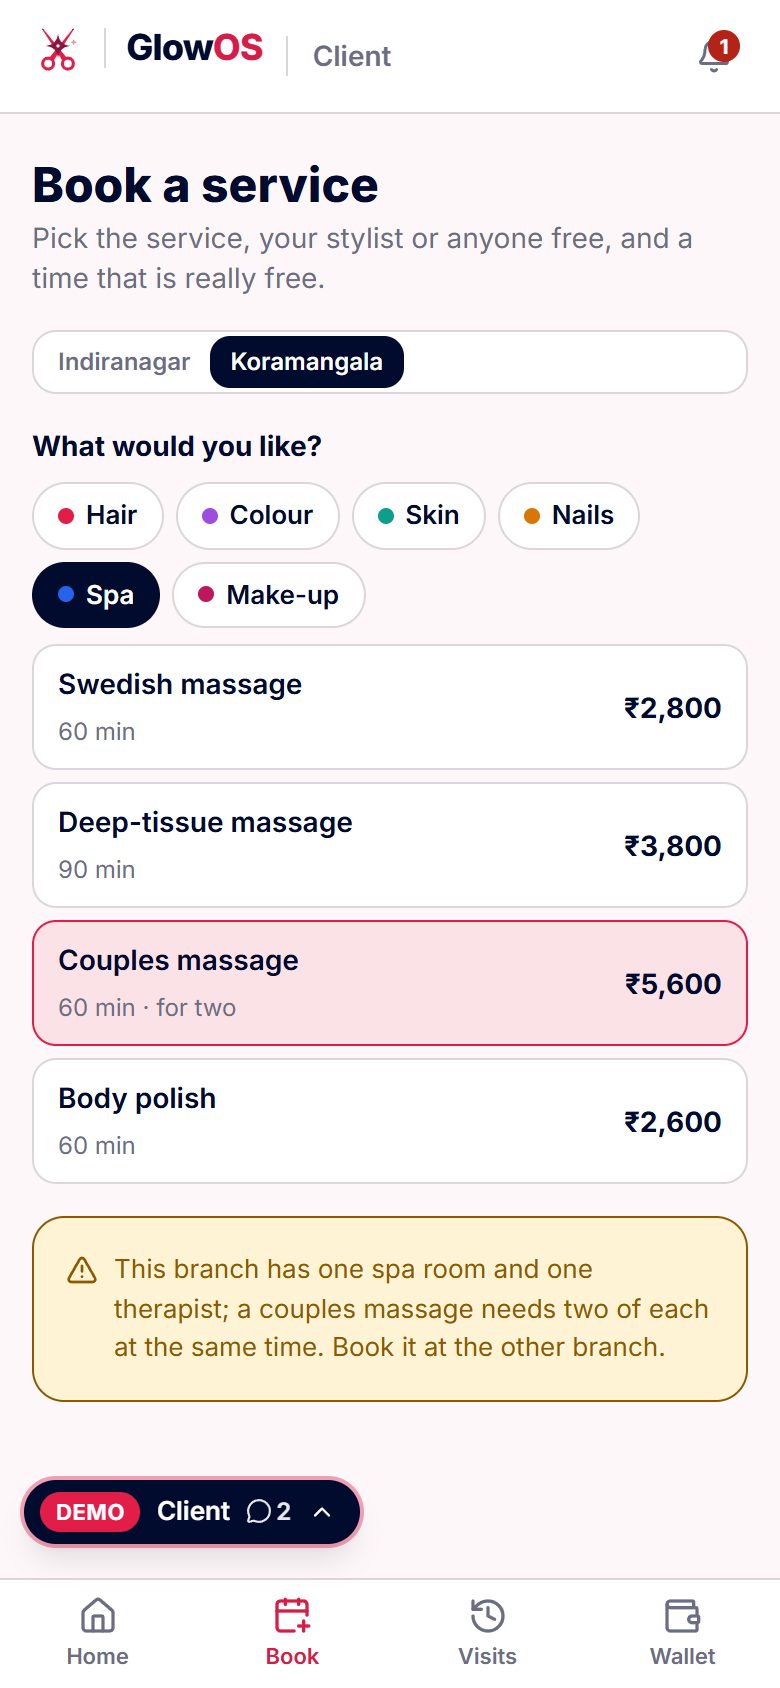 GlowOS
Client
1
Book a service
Pick the service, your stylist or anyone free, and a
time that is really free.
Indiranagar
Koramangala
What would you like?
Hair
Colour
Skin
Nails
Spa
Make-up
Swedish massage
60 min
₹2,800
Deep-tissue massage
90 min
₹3,800
Couples massage
60 min · for two
₹5,600
Body polish
60 min
₹2,600
This branch has one spa room and one
therapist; a couples massage needs two of each
at the same time. Book it at the other branch.
DEMO
Client
2
Home
Book
Visits
Wallet